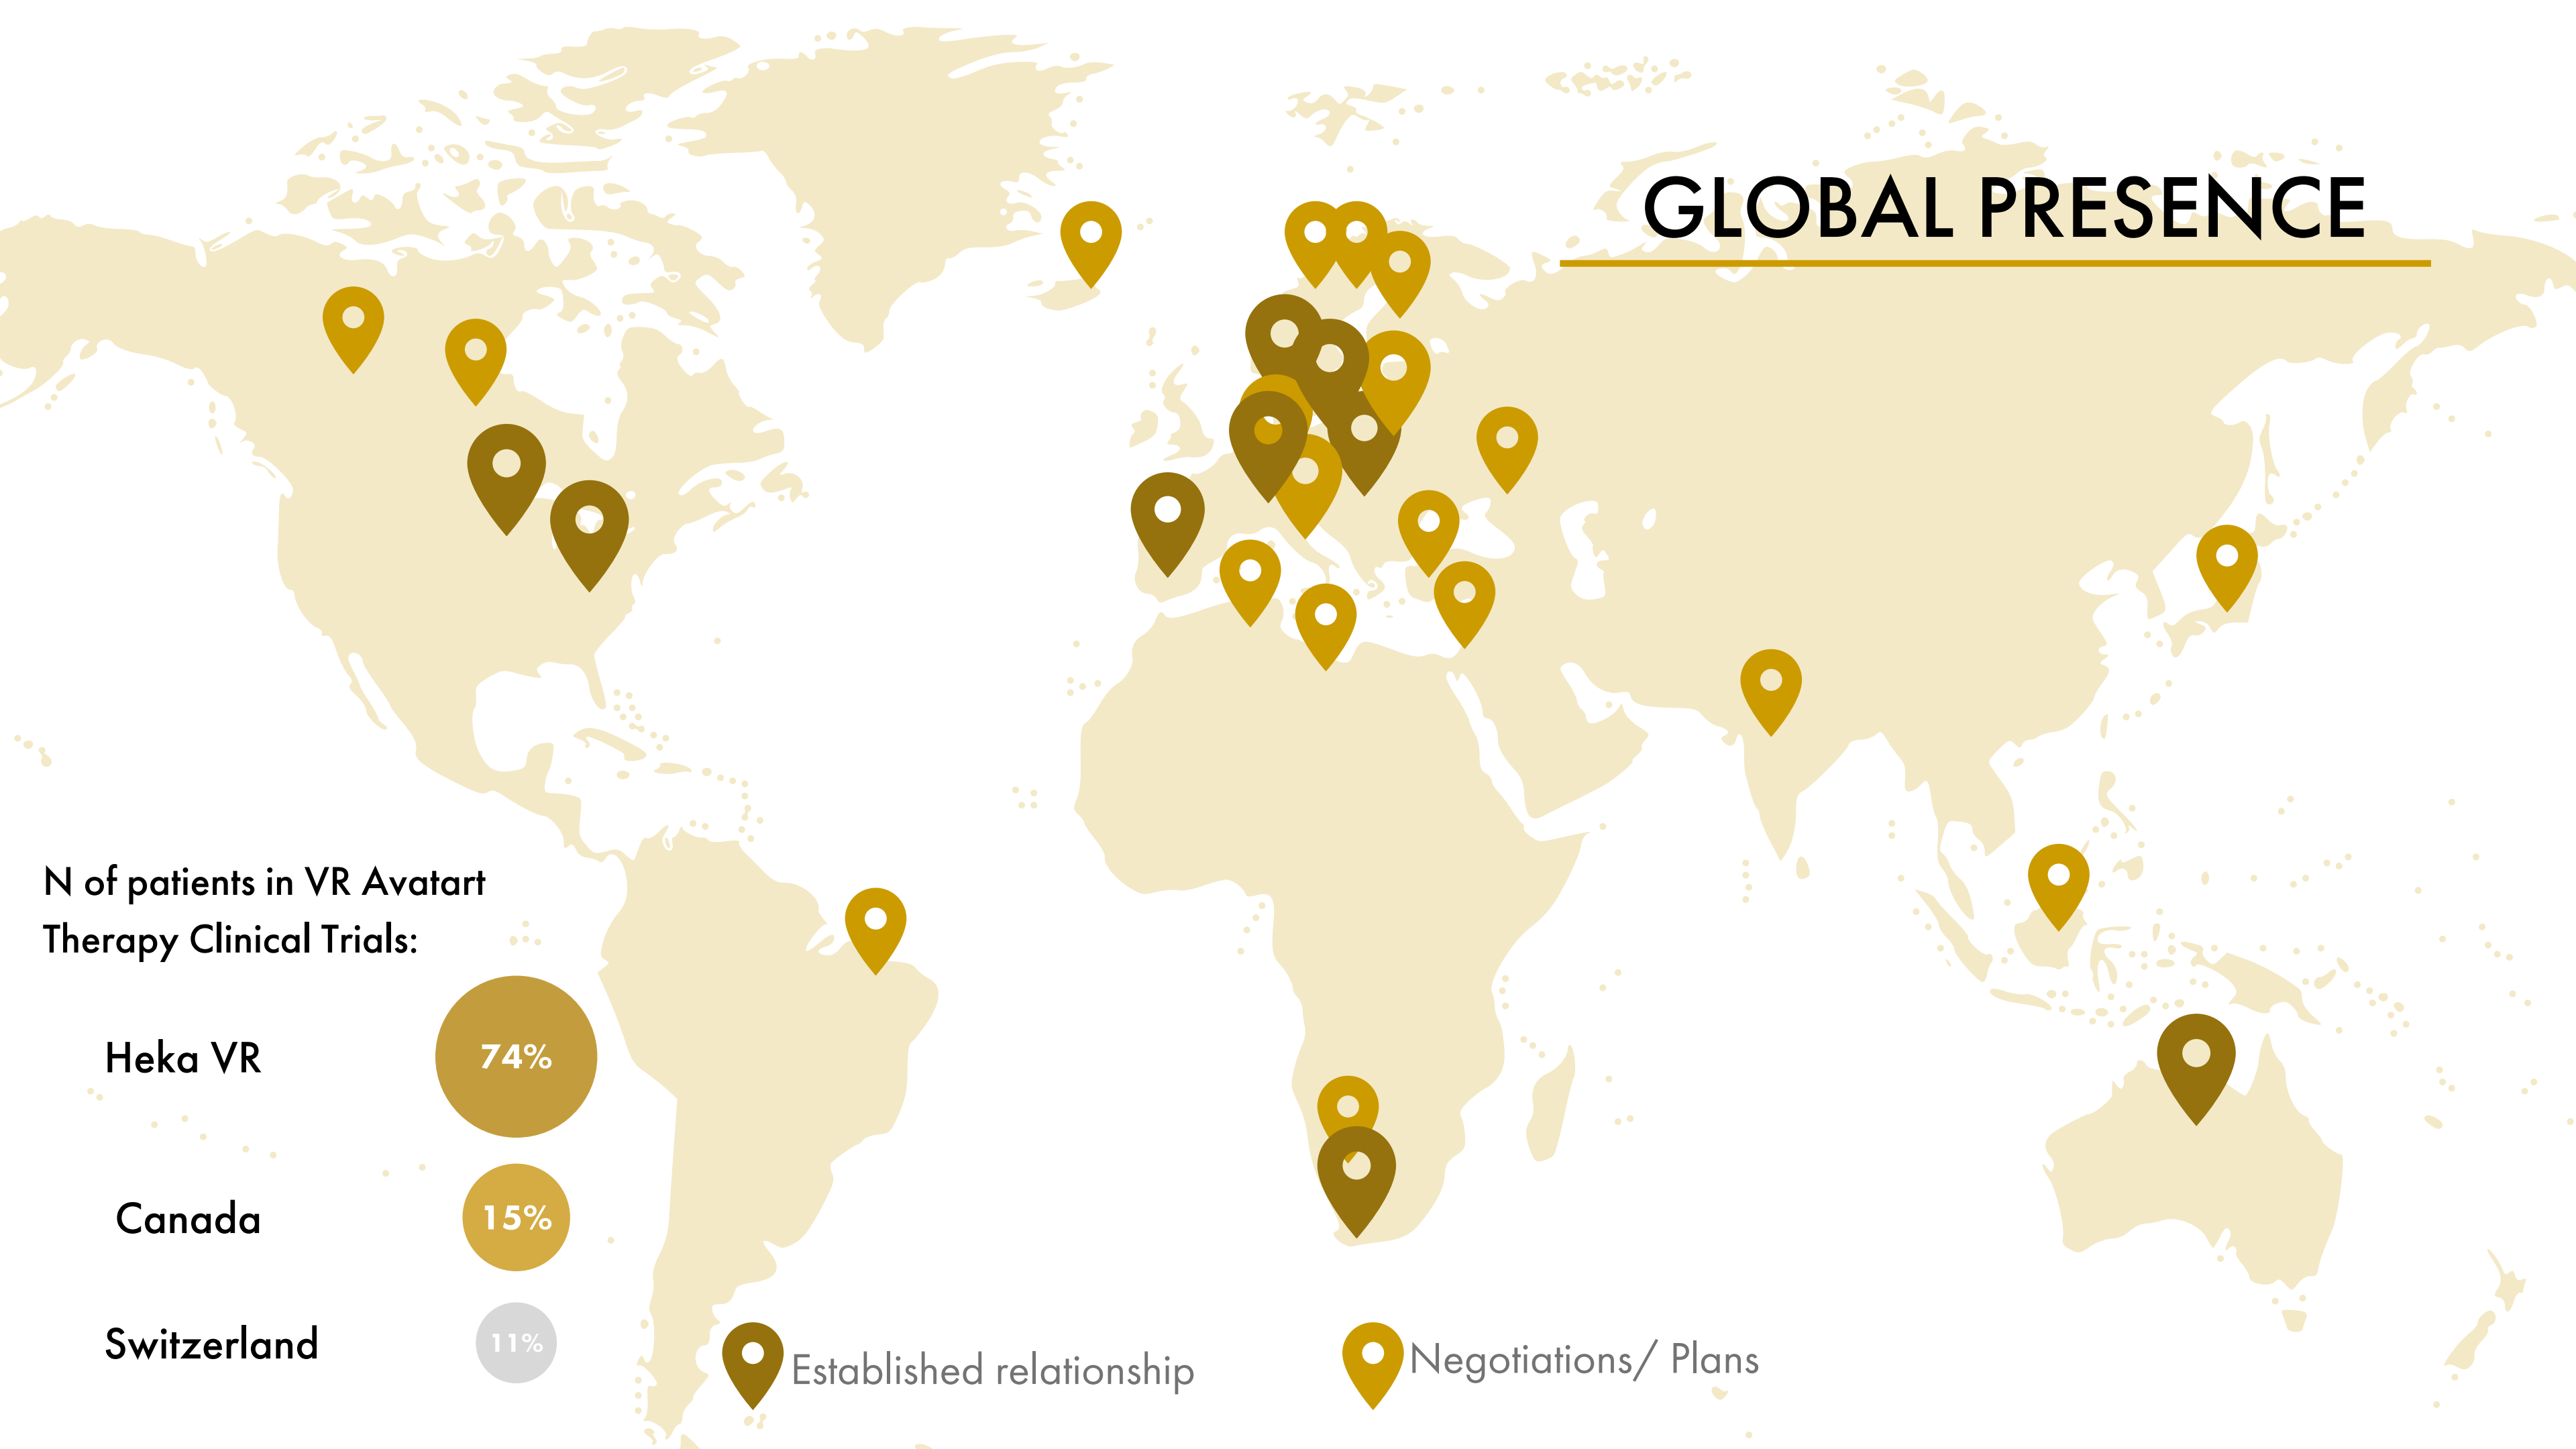 GLOBAL PRESENCE
N of patients in VR Avatart
Therapy Clinical Trials:
Heka VR
74%
Canada
15%
Switzerland
11%
Established relationship
Negotiations/ Plans